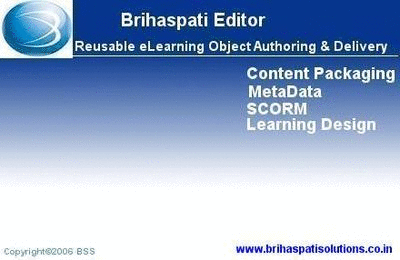 Brihaspati Editor
Reusable eLearning Object Authoring & Delivery
Content Packaging
MetaData
SCORM
Learning Design
Copyright©2006 BSS
www.brihaspatisolutions.co.in